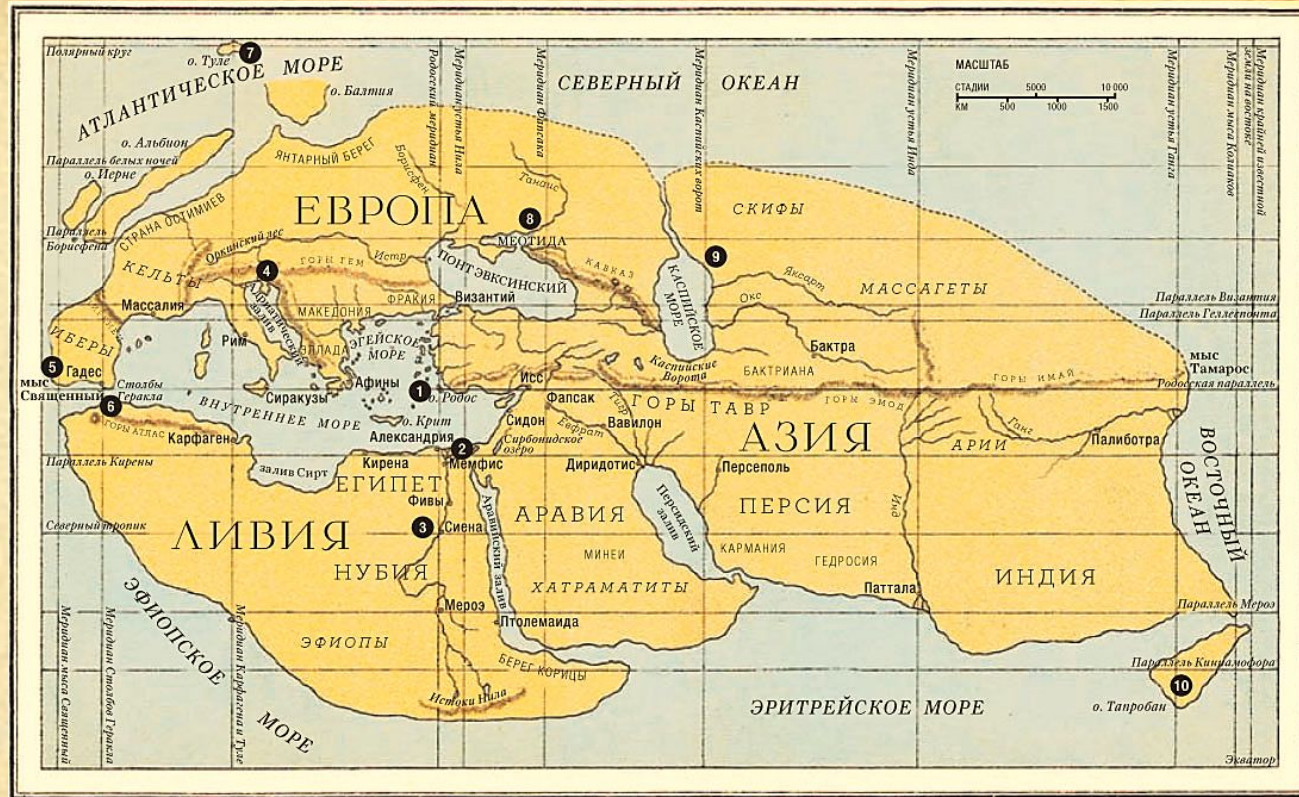 Полярный круг
о. Туле
7
АТЛАНТИЧЕСКОЕ МОРЕ
о. Балтия
Родосский меридиан
Меридиан устья Нила
Меридиан Фапсака
СЕВЕРНЫЙ ОКЕАН
Меридиан Каспийских ворот
Меридиан устья Инда
МАСШТАБ
СТАДИИ 5000 10 000
КМ 500 1000 1500
Меридиан устья Ганга
Меридиан мыса Колиаков
Меридиан крайней известной
земли на востоке
о. Альбион
Параллель белых ночей
о. Иерне
ЯНТАРНЫЙ БЕРЕГ
Борисфен
Танаис
СТРАНА ОСТИМИЕВ
ЕВРОПА
8
СКИФЫ
Параллель
Борисфена
Оркинский лес
МЕОТИДА
9
КЕЛЬТЫ
4
ГОРЫ ГЕМ
Истр
ПОНТ ЭВКСИНСКИЙ
КАВКАЗ
КАСПИЙСКОЕ
МОРЕ
Яксарт
Окс
МАССАГЕТЫ
Массалия
Адриатический
залив
МАКЕДОНИЯ
ФРАКИЯ
Византий
Параллель Византия
Параллель Геллеспонта
ИБЕРЫ
Рим
ЭЛЛАДА
ЭГЕЙСКОЕ
МОРЕ
Бактра
5
Гадес
мыс
Священный
Столбы
Геракла
Сиракузы
Афины
1
о. Родос
Исс
Каспийские
Ворота
БАКТРИАНА
ГОРЫ ИМАЙ
мыс
Тамарос
Родосская параллель
6
ГОРЫ АТЛАС
ВНУТРЕННЕЕ МОРЕ
о. Крит
Фапсак
Тигр
ГОРЫ ТАВР
ГОРЫ ЭМОД
Карфаген
Александрия
2
Сидон
Евфрат
Вавилон
АЗИЯ
АРИИ
Ганг
Палиботра
Сирбонидское
озеро
Параллель Кирены
залив Сирт
Кирена
Мемфис
Диридотис
Персеполь
ВОСТОЧНЫЙ
ОКЕАН
ЕГИПЕТ
Фивы
Аравийский залив
АРАВИЯ
Персидский
залив
ПЕРСИЯ
Инд
Северный тропик
ЛИВИЯ
3
Сиена
МИНЕИ
КАРМАНИЯ
ГЕДРОСИЯ
НУБИЯ
ХАТРАМАТИТЫ
Паттала
ИНДИЯ
ЭФИОПСКОЕ
МОРЕ
Мероэ
Птолемаида
Параллель Мероэ
ЭФИОПЫ
БЕРЕГ КОРИЦЫ
Параллель Киннамофора
Истоки Нила
ЭРИТРЕЙСКОЕ МОРЕ
10
о. Тапробан
Меридиан мыса Священный
Меридиан Столбов Геракла
Меридиан Карфагена и Туле
Экватор